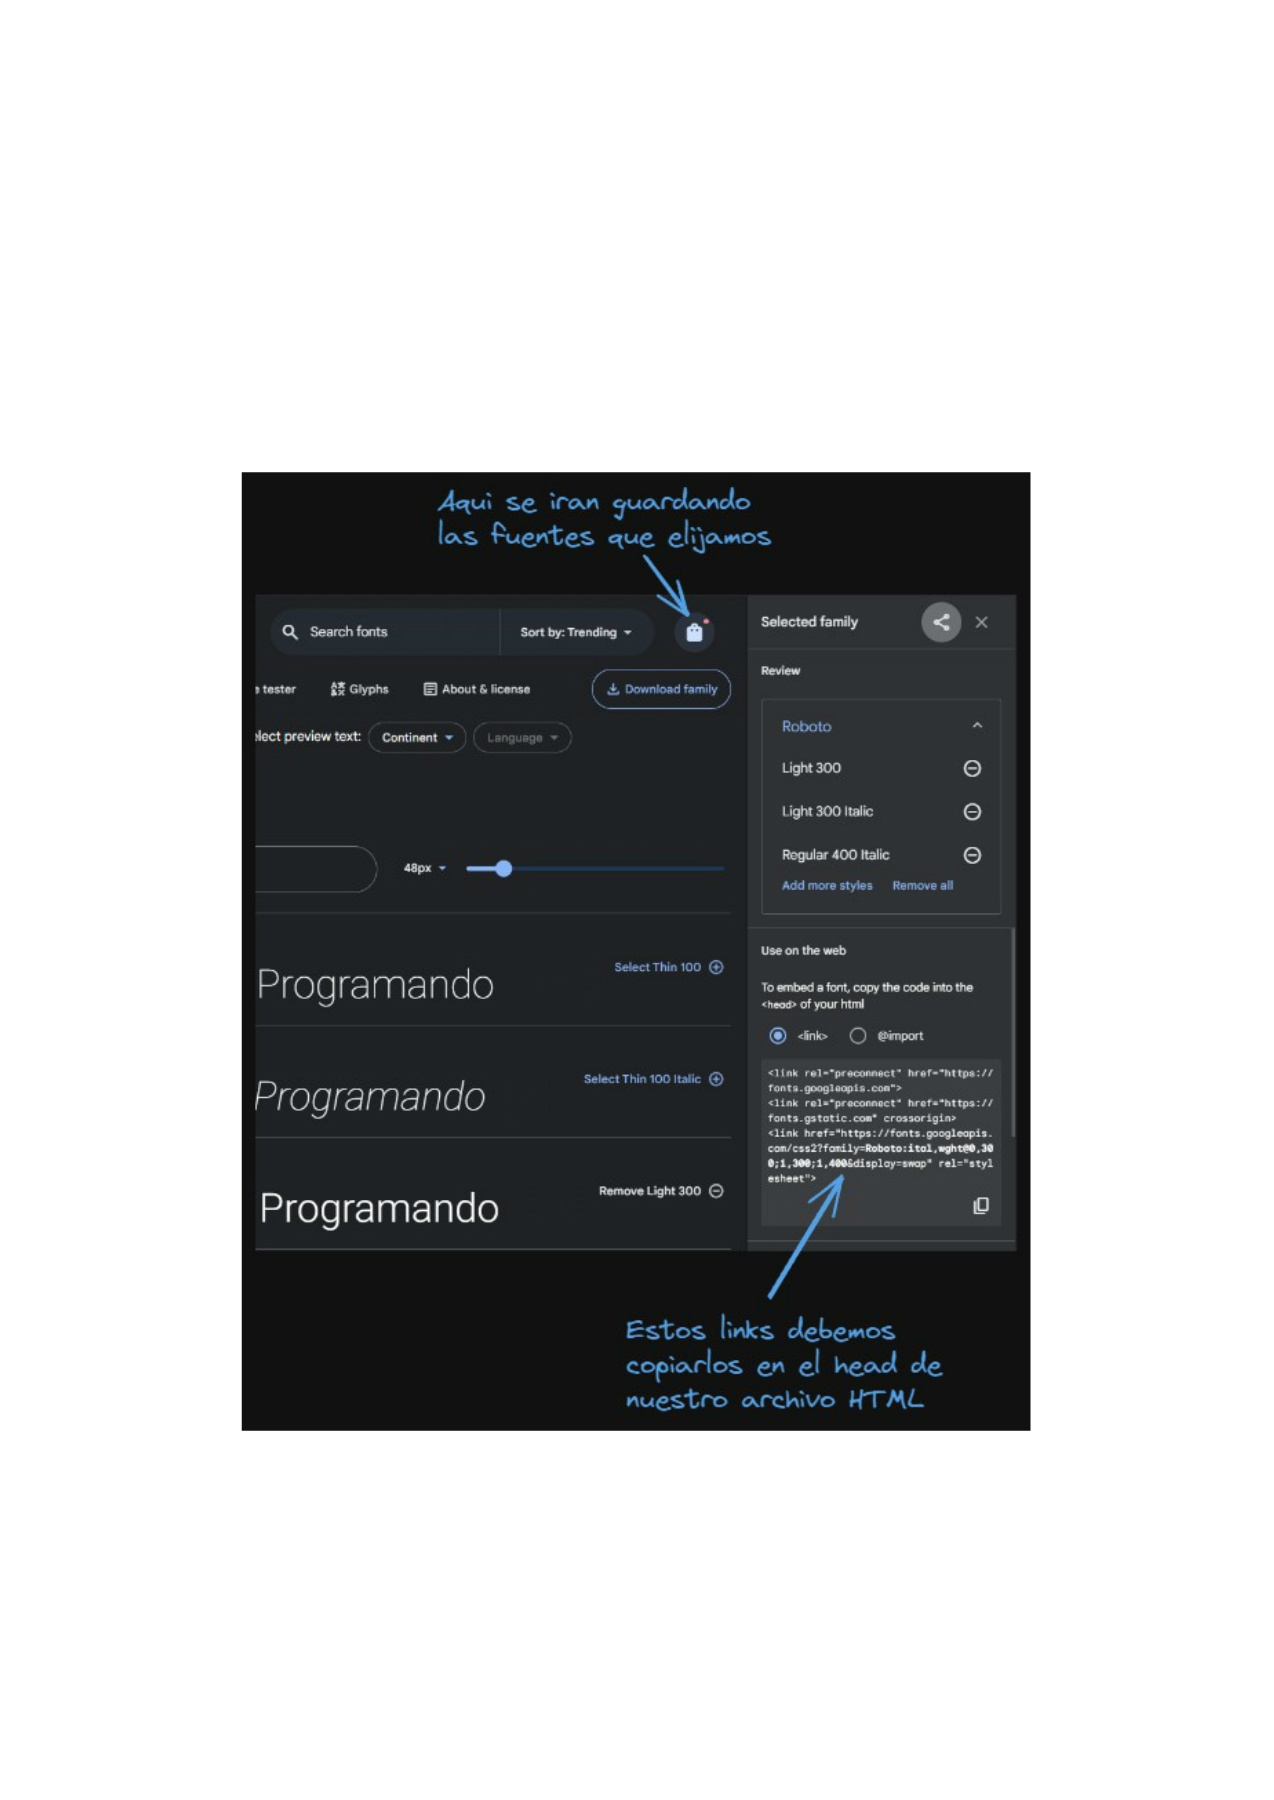 Aqui se iran guardando
las fuentes que elijamos
Search fonts
Sort by: Trending
Selected family
Review
e tester
Glyphs
About & license
Download family
elect preview text:
Continent
Language
Roboto
Light 300
Light 300 Italic
Regular 400 Italic
Add more styles Remove all
48px
Use on the web
To embed a font, copy the code into the
<head> of your html
<link> @import
Programando
Select Thin 100
Programando
Select Thin 100 Italic
Programando
Remove Light 300
<link rel="preconnect" href="https://
fonts.googleapis.com">
<link rel="preconnect" href="https://
fonts.gstatic.com" crossorigin>
<link href="https://fonts.googleapis.
com/css2?family=Roboto:ital,wght@0,30
0;1,300;1,400&display=swap" rel="styl
esheet">
Estos links debemos
copiarlos en el head de
nuestro archivo HTML